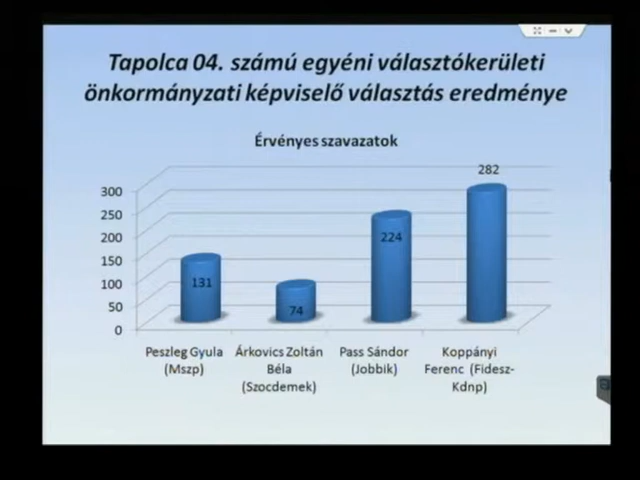 Tapolca 04. számú egyéni választókerületi
önkormányzati képviselő választás eredménye
Érvényes szavazatok
300
250
200
150
100
50
0
131
74
224
282
Peszleg Gyula
(Mszp)
Árkovics Zoltán
Béla
(Szocdemek)
Pass Sándor
(Jobbik)
Koppányi
Ferenc (Fidesz-
Kdnp)